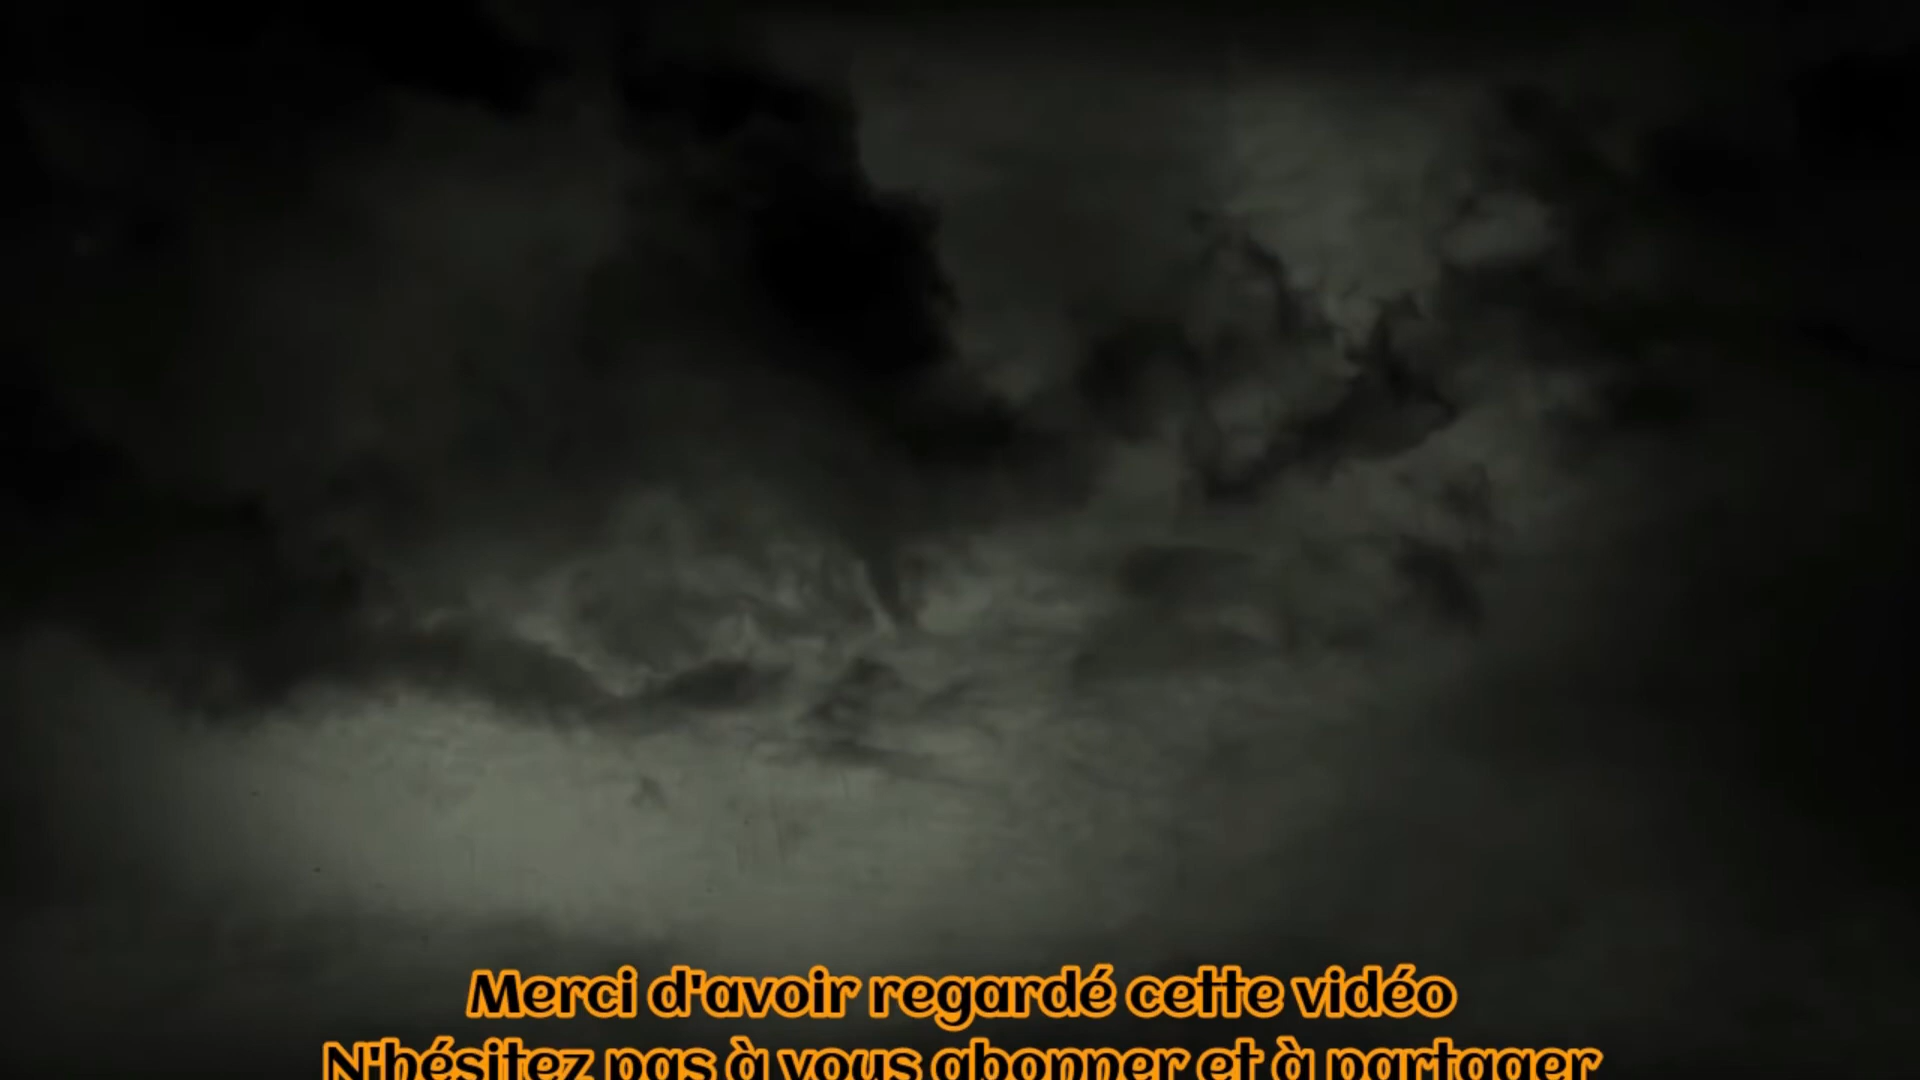 Merci d'avoir regardé cette vidéo
N'hésitez pas à vous abonner et à partager